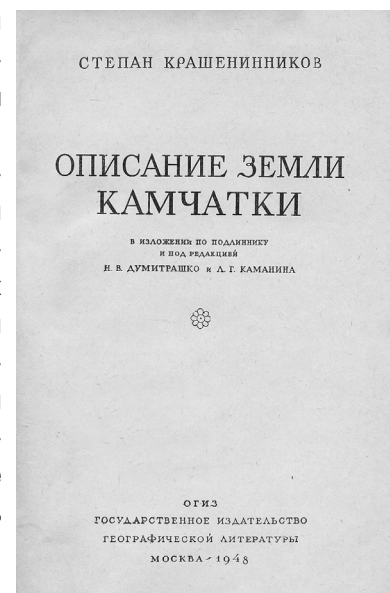 СТЕПАН КРАШЕНИННИКОВ
ОПИСАНИЕ ЗЕМЛИ
КАМЧАТКИ
В ИЗЛОЖЕНИИ ПО ПОДЛИННИКУ
И ПОД РЕДАКЦИЕЙ
Н. В. ДУМИТРАШКО и Л. Г. КАМАНИНА
ОГИЗ
ГОСУДАРСТВЕННОЕ ИЗДАТЕЛЬСТВО
ГЕОГРАФИЧЕСКОЙ ЛИТЕРАТУРЫ
МОСКВА - 1948